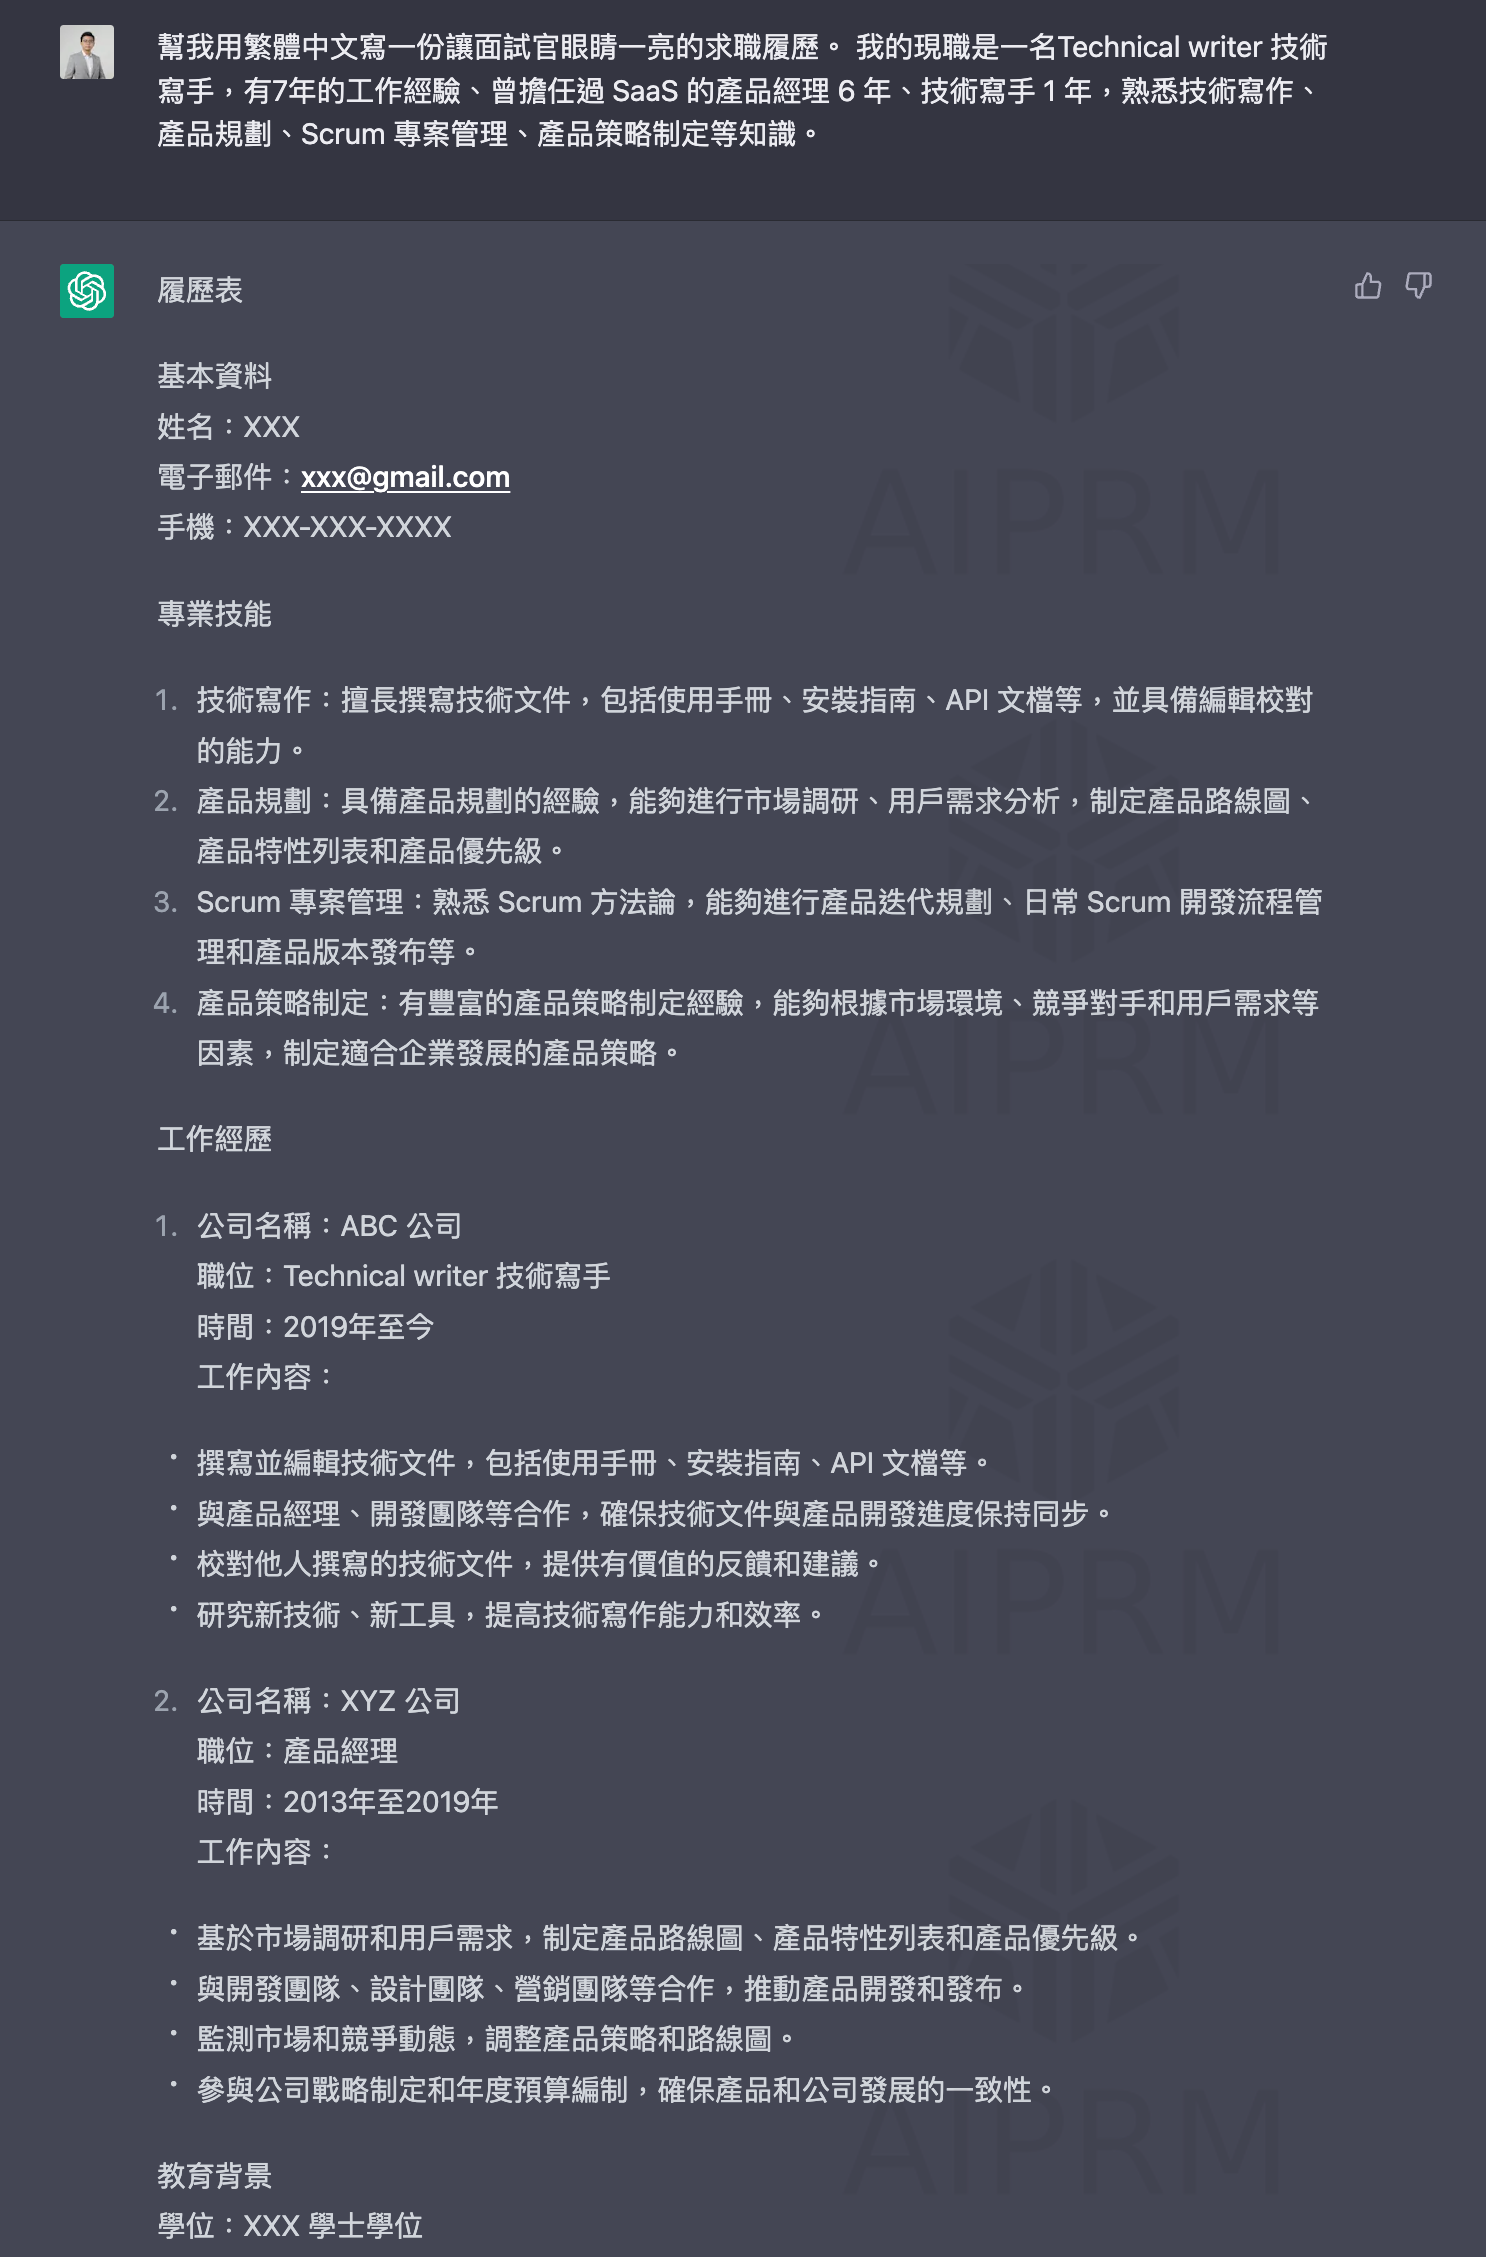 幫我用繁體中文寫一份讓面試官眼睛一亮的求職履歷。 我的現職是一名Technical writer 技術
寫手，有7年的工作經驗、曾擔任過 SaaS 的產品經理 6 年、技術寫手 1 年，熟悉技術寫作、
產品規劃、Scrum 專案管理、產品策略制定等知識。
履歷表
基本資料
姓名：XXX
電子郵件：xxx@gmail.com
手機：XXX-XXX-XXXX
專業技能
1. 技術寫作：擅長撰寫技術文件，包括使用手冊、安裝指南、API 文檔等，並具備編輯校對
的能力。
2. 產品規劃：具備產品規劃的經驗，能夠進行市場調研、用戶需求分析，制定產品路線圖、
產品特性列表和產品優先級。
3. Scrum 專案管理：熟悉 Scrum 方法論，能夠進行產品迭代規劃、日常 Scrum 開發流程管
理和產品版本發布等。
4. 產品策略制定：有豐富的產品策略制定經驗，能夠根據市場環境、競爭對手和用戶需求等
因素，制定適合企業發展的產品策略。
工作經歷
1. 公司名稱：ABC 公司
職位：Technical writer 技術寫手
時間：2019年至今
工作內容：
• 撰寫並編輯技術文件，包括使用手冊、安裝指南、API 文檔等。
• 與產品經理、開發團隊等合作，確保技術文件與產品開發進度保持同步。
• 校對他人撰寫的技術文件，提供有價值的反饋和建議。
• 研究新技術、新工具，提高技術寫作能力和效率。
2. 公司名稱：XYZ 公司
職位：產品經理
時間：2013年至2019年
工作內容：
• 基於市場調研和用戶需求，制定產品路線圖、產品特性列表和產品優先級。
• 與開發團隊、設計團隊、營銷團隊等合作，推動產品開發和發布。
• 監測市場和競爭動態，調整產品策略和路線圖。
• 參與公司戰略制定和年度預算編制，確保產品和公司發展的一致性。
教育背景
學位：XXX 學士學位
AIPRM
AIPRM
AIPRM
AIPRM